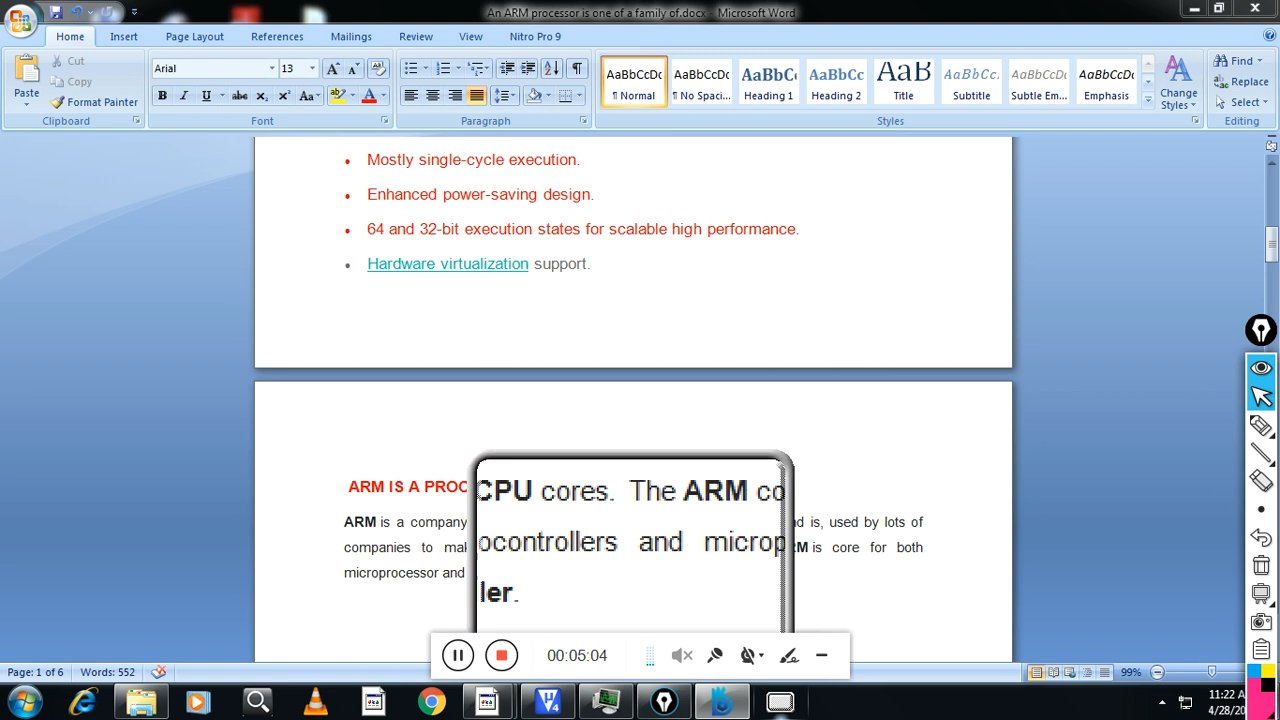 An ARM processor is one of a family of.docx - Microsoft Word
Home Insert Page Layout References Mailings Review View Nitro Pro 9
Paste
Cut
Copy
Format Painter
Clipboard
Arial 13
Font
Paragraph
AaBbCcDc AaBbCcDc AaBbCc AaBbCc AaB AaBbCc. AaBbCcDc AaBbCcDc
¶ Normal ¶ No Spaci... Heading 1 Heading 2 Title Subtitle Subtle Em... Emphasis
Change
Styles
Styles
Find
Replace
Select
Editing
• Mostly single-cycle execution.
• Enhanced power-saving design.
• 64 and 32-bit execution states for scalable high performance.
• Hardware virtualization support.
ARM IS A PROC
CPU cores. The ARM co
ARM is a company
d is, used by lots of
ocontrollers and microp
companies to mak
RM is core for both
microprocessor and
ler.
00:05:04
Page: 1 of 6 Words: 552 99%
11:22 A
4/28/20